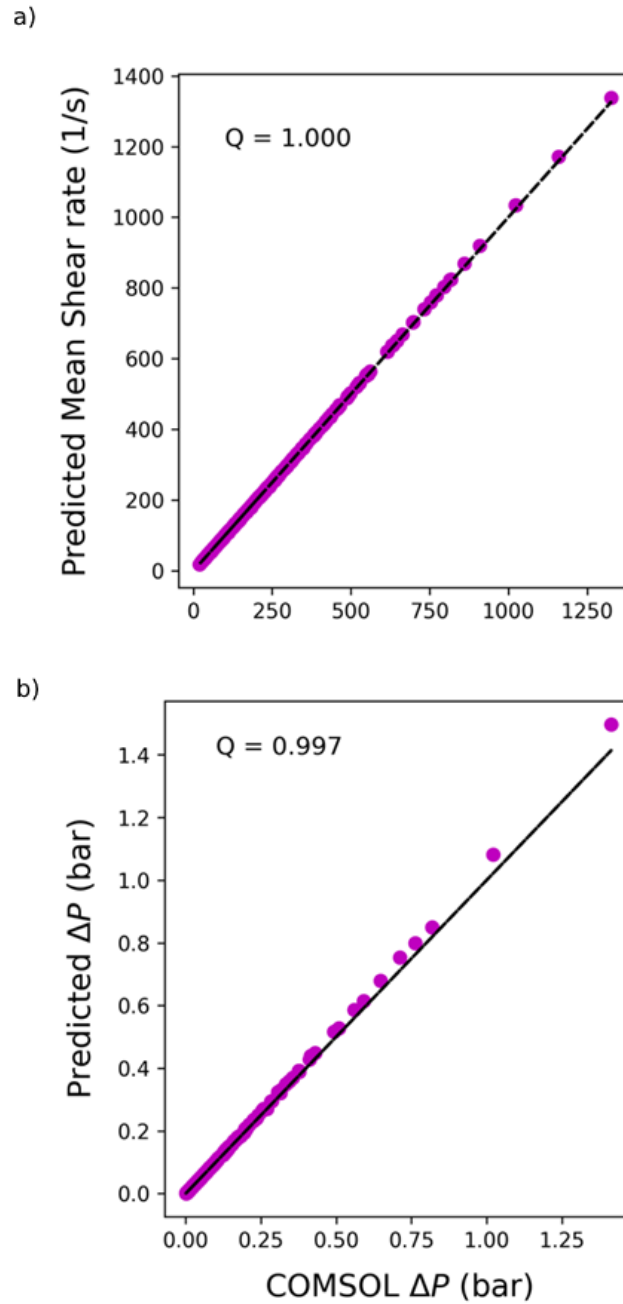 a)
1400
1200
1000
800
600
400
200
0
Predicted Mean Shear rate (1/s)
Q = 1.000
0 250 500 750 1000 1250
b)
1.4
1.2
1.0
0.8
0.6
0.4
0.2
0.0
Predicted ΔP (bar)
Q = 0.997
0.00 0.25 0.50 0.75 1.00 1.25
COMSOL ΔP (bar)